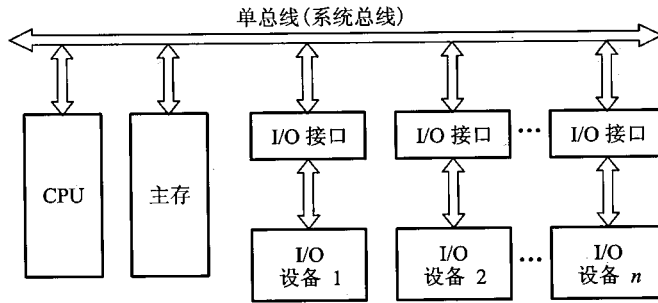 单总线(系统总线)
CPU
主存
I/O 接口
I/O 接口
···
I/O 接口
I/O
设备 1
I/O
设备 2
···
I/O
设备 n